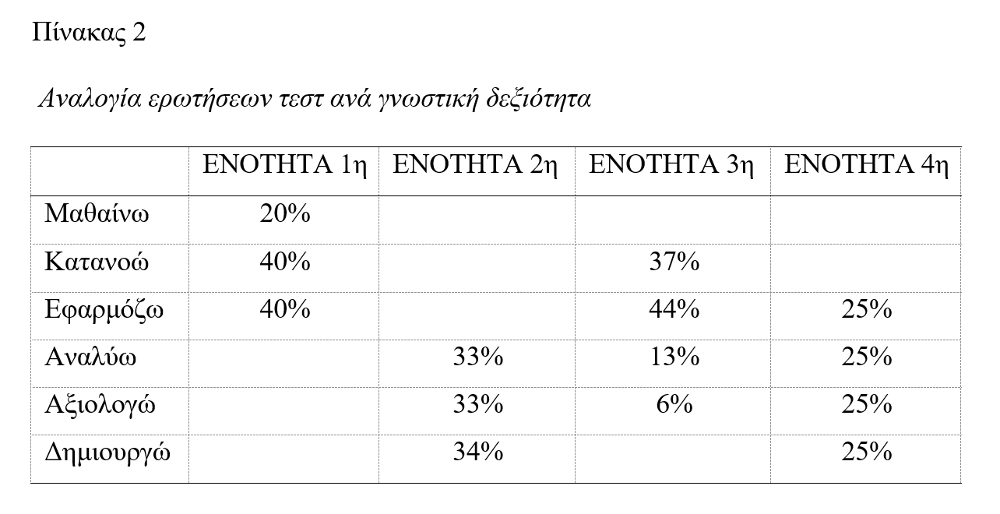 Πίνακας 2
Αναλογία ερωτήσεων τεστ ανά γνωστική δεξιότητα
ΕΝΟΤΗΤΑ 1η ΕΝΟΤΗΤΑ 2η ΕΝΟΤΗΤΑ 3η ΕΝΟΤΗΤΑ 4η
Μαθαίνω 20%
Κατανοώ 40% 37%
Εφαρμόζω 40% 44% 25%
Αναλύω 33% 13% 25%
Αξιολογώ 33% 6% 25%
Δημιουργώ 34% 25%